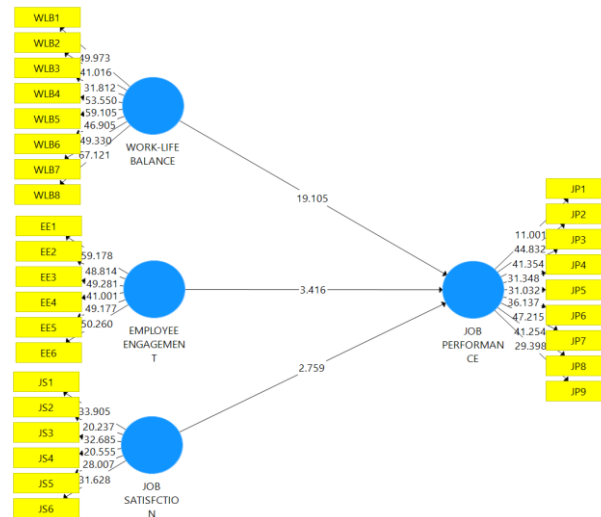 WLB1
WLB2
WLB3
WLB4
WLB5
WLB6
WLB7
WLB8
49.973
41.016
31.812
53.550
59.105
46.905
49.330
67.121
WORK-LIFE
BALANCE
19.105
EE1
EE2
EE3
EE4
EE5
EE6
59.178
48.814
49.281
41.001
49.177
50.260
EMPLOYEE
ENGAGEMEN
T
3.416
JS1
JS2
JS3
JS4
JS5
JS6
33.905
20.237
32.685
20.555
28.007
31.628
JOB
SATISFCTIO
N
2.759
JOB
PERFORMA
NCE
11.001
44.832
41.354
31.348
31.032
36.137
47.215
41.254
29.398
JP1
JP2
JP3
JP4
JP5
JP6
JP7
JP8
JP9